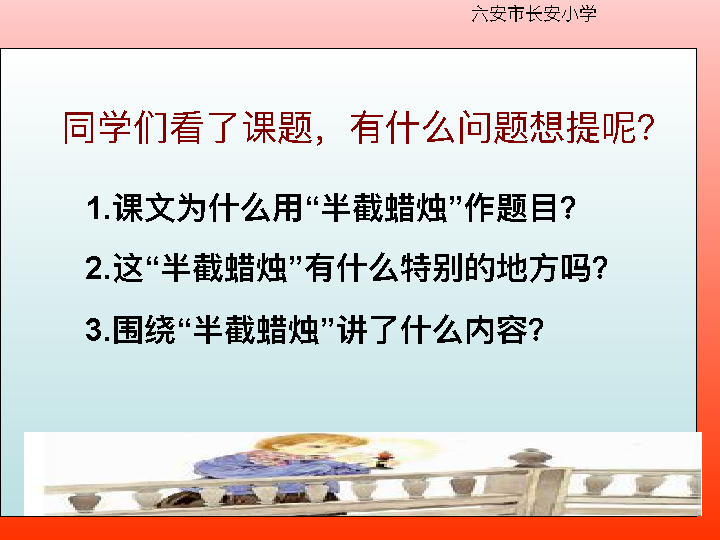 六安市长安小学
同学们看了课题，有什么问题想提呢？
1.课文为什么用“半截蜡烛”作题目？
2.这“半截蜡烛”有什么特别的地方吗？
3.围绕“半截蜡烛”讲了什么内容？